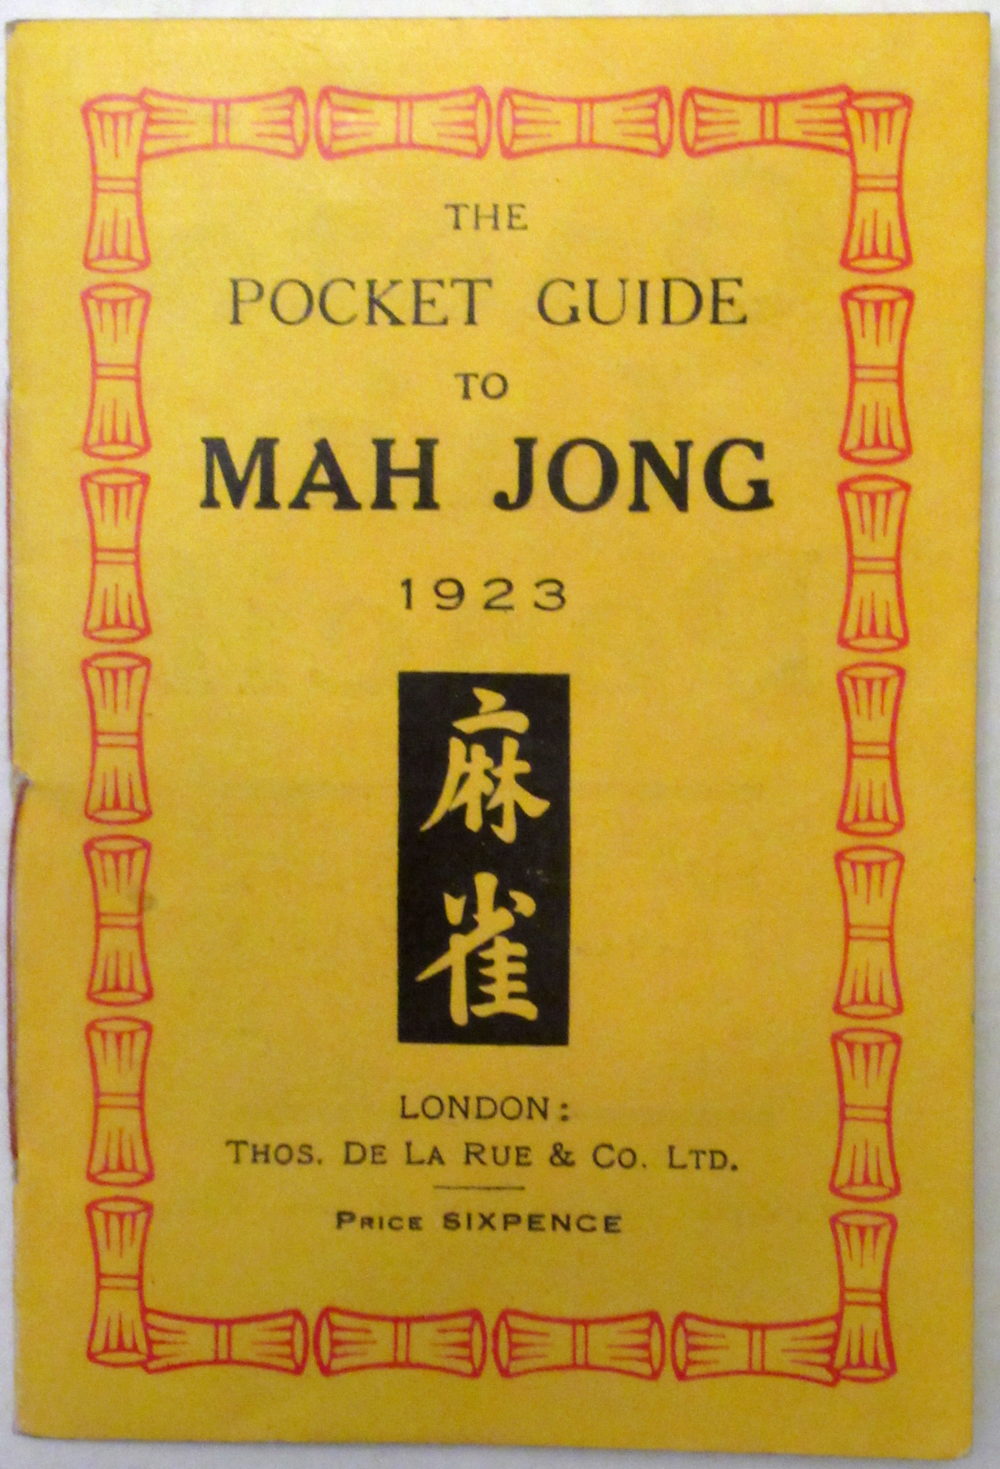 THE
POCKET GUIDE
TO
MAH JONG
1923
麻
雀
LONDON:
THOS. DE LA RUE & CO. LTD.
PRICE SIXPENCE